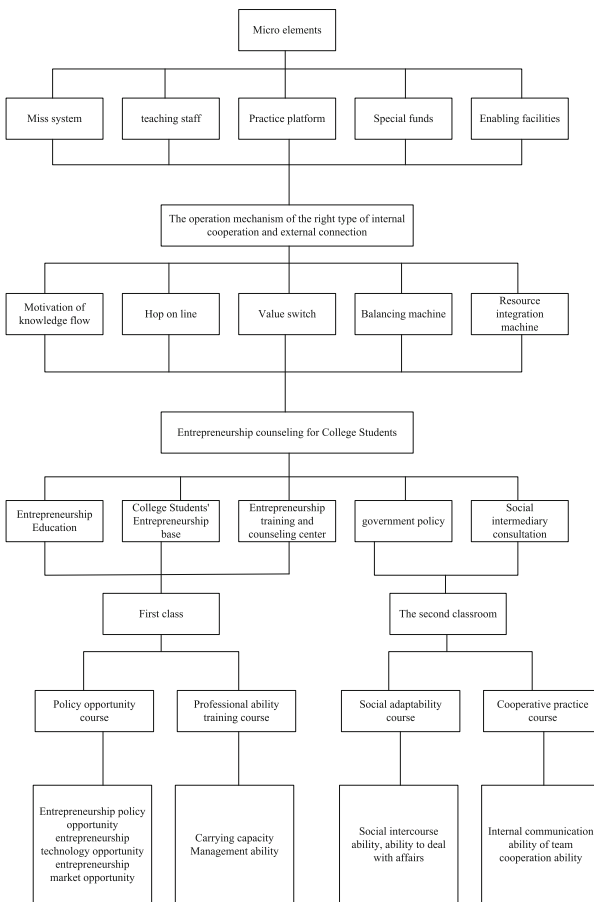 Micro elements
Miss system
teaching staff
Practice platform
Special funds
Enabling facilities
The operation mechanism of the right type of internal
cooperation and external connection
Motivation of
knowledge flow
Hop on line
Value switch
Balancing machine
Resource
integration
machine
Entrepreneurship counseling for College Students
Entrepreneurship
Education
College Students'
Entrepreneurship
base
Entrepreneurship
training and
counseling center
government policy
Social
intermediary
consultation
First class
The second classroom
Policy opportunity
course
Professional ability
training course
Social adaptability
course
Cooperative practice
course
Entrepreneurship policy
opportunity
entrepreneurship
technology opportunity
entrepreneurship
market opportunity
Carrying capacity
Management ability
Social intercourse
ability, ability to deal
with affairs
Internal communication
ability of team
cooperation ability